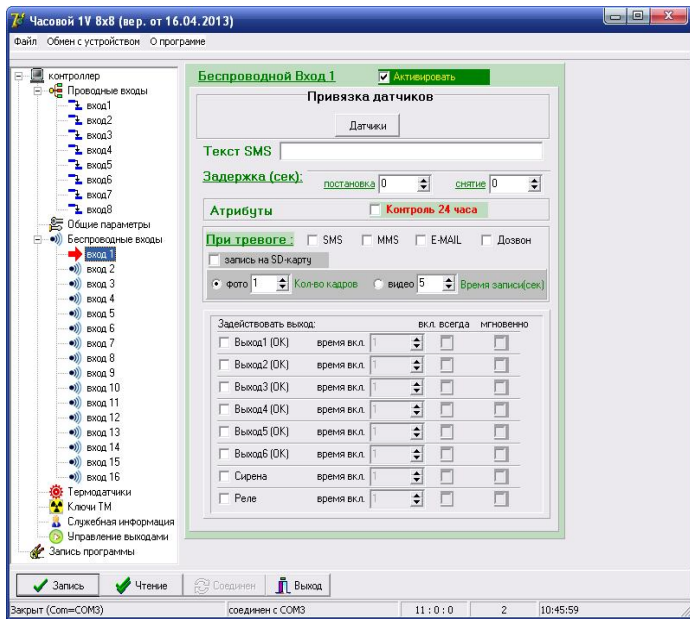 Часовой 1V 8x8 (вер. от 16.04.2013)
Файл Обмен с устройством О программе
контроллер
Проводные входы
вход1
вход2
вход3
вход4
вход5
вход6
вход7
вход8
Общие параметры
Беспроводные входы
вход 1
вход 2
вход 3
вход 4
вход 5
вход 6
вход 7
вход 8
вход 9
вход 10
вход 11
вход 12
вход 13
вход 14
вход 15
вход 16
Термодатчики
Ключи ТМ
Служебная информация
Управление выходами
Запись программы
Беспроводной Вход 1 Активировать
Привязка датчиков
Датчики
Текст SMS
Задержка (сек): постановка 0 снятие 0
Атрибуты Контроль 24 часа
При тревоге : SMS MMS E-MAIL Дозвон
запись на SD-карту
фото 1 Кол-во кадров видео 5 Время записи(сек)
Задействовать выход: вкл. всегда мгновенно
Выход1 (ОК) время вкл. 1
Выход2 (ОК) время вкл. 1
Выход3 (ОК) время вкл. 1
Выход4 (ОК) время вкл. 1
Выход5 (ОК) время вкл. 1
Выход6 (ОК) время вкл. 1
Сирена время вкл. 1
Реле время вкл. 1
Запись Чтение Соединен Выход
Закрыт (Com=COM3) соединен с COM3 11 : 0 : 0 2 10:45:59